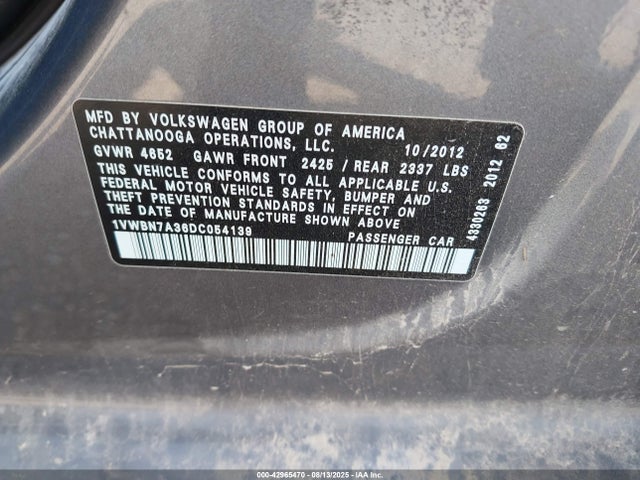 MFD BY VOLKSWAGEN GROUP OF AMERICA
CHATTANOOGA OPERATIONS, LLC. 10/2012
GVWR 4652 GAWR FRONT 2425 / REAR 2337 LBS
THIS VEHICLE CONFORMS TO ALL APPLICABLE U.S.
FEDERAL MOTOR VEHICLE SAFETY, BUMPER AND
THEFT PREVENTION STANDARDS IN EFFECT ON
THE DATE OF MANUFACTURE SHOWN ABOVE
1VWBN7A36DC054139 PASSENGER CAR
4330263 2012 62
000-42965470 - 08/13/2025 - IAA Inc.